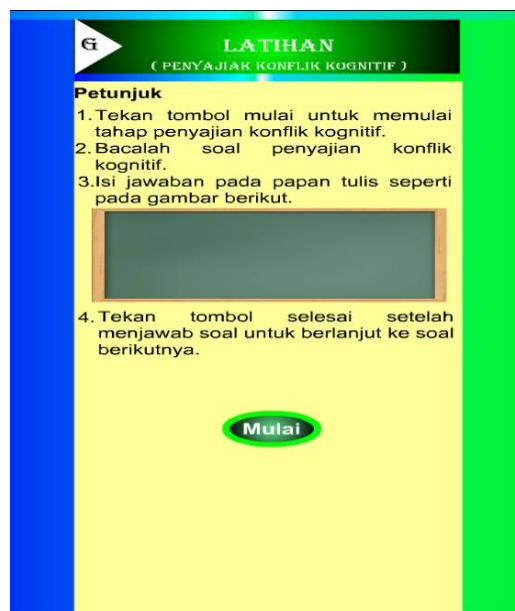 G
LATIHAN
( PENYAJIAK KONFLIK KOGNITIF )
Petunjuk
1. Tekan tombol mulai untuk memulai
tahap penyajian konflik kognitif.
2. Bacalah soal penyajian konflik
kognitif.
3.Isi jawaban pada papan tulis seperti
pada gambar berikut.
4. Tekan tombol selesai setelah
menjawab soal untuk berlanjut ke soal
berikutnya.
Mulai